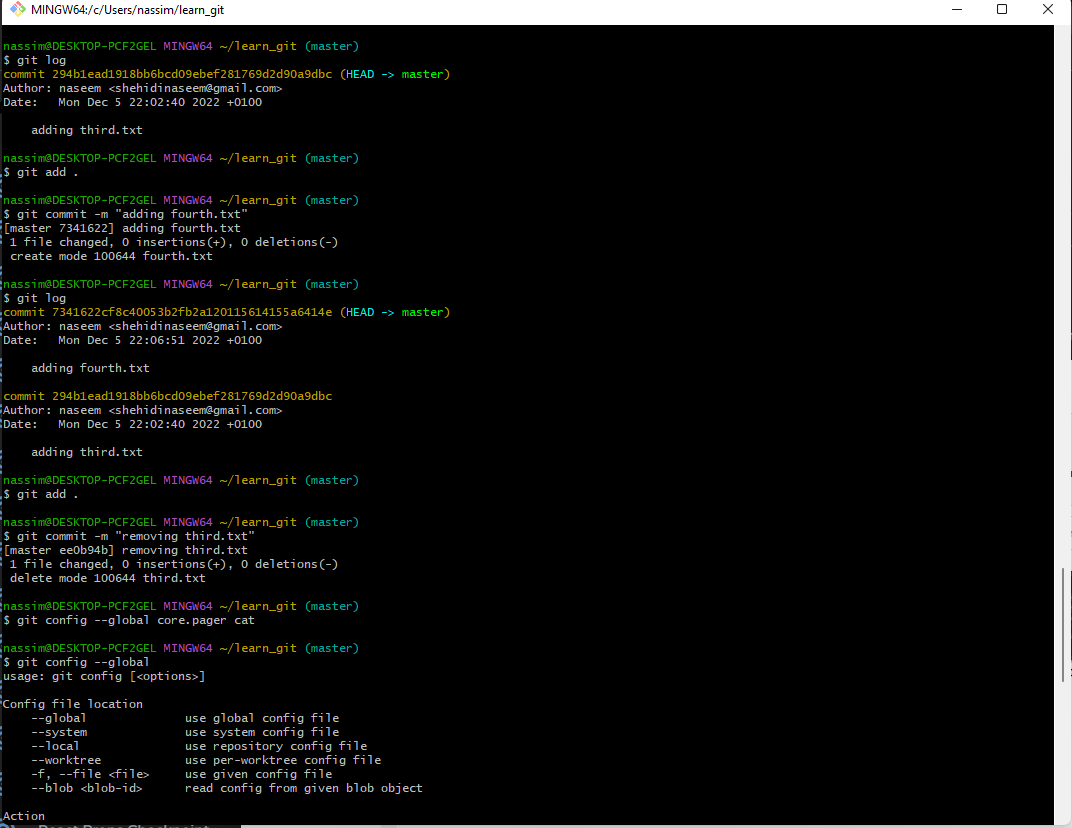 MINGW64:/c/Users/nassim/learn_git
nassim@DESKTOP-PCF2GEL MINGW64 ~/learn_git (master)
$ git log
commit 294b1ead1918bb6bcd09ebef281769d2d90a9dbc (HEAD -> master)
Author: naseem <shehidinaseem@gmail.com>
Date:   Mon Dec 5 22:02:40 2022 +0100
    adding third.txt
nassim@DESKTOP-PCF2GEL MINGW64 ~/learn_git (master)
$ git add .
nassim@DESKTOP-PCF2GEL MINGW64 ~/learn_git (master)
$ git commit -m "adding fourth.txt"
[master 7341622] adding fourth.txt
 1 file changed, 0 insertions(+), 0 deletions(-)
 create mode 100644 fourth.txt
nassim@DESKTOP-PCF2GEL MINGW64 ~/learn_git (master)
$ git log
commit 7341622cf8c40053b2fb2a120115614155a6414e (HEAD -> master)
Author: naseem <shehidinaseem@gmail.com>
Date:   Mon Dec 5 22:06:51 2022 +0100
    adding fourth.txt
commit 294b1ead1918bb6bcd09ebef281769d2d90a9dbc
Author: naseem <shehidinaseem@gmail.com>
Date:   Mon Dec 5 22:02:40 2022 +0100
    adding third.txt
nassim@DESKTOP-PCF2GEL MINGW64 ~/learn_git (master)
$ git add .
nassim@DESKTOP-PCF2GEL MINGW64 ~/learn_git (master)
$ git commit -m "removing third.txt"
[master ee0b94b] removing third.txt
 1 file changed, 0 insertions(+), 0 deletions(-)
 delete mode 100644 third.txt
nassim@DESKTOP-PCF2GEL MINGW64 ~/learn_git (master)
$ git config --global core.pager cat
nassim@DESKTOP-PCF2GEL MINGW64 ~/learn_git (master)
$ git config --global
usage: git config [<options>]
Config file location
    --global              use global config file
    --system              use system config file
    --local               use repository config file
    --worktree            use per-worktree config file
    -f, --file <file>     use given config file
    --blob <blob-id>      read config from given blob object
Action